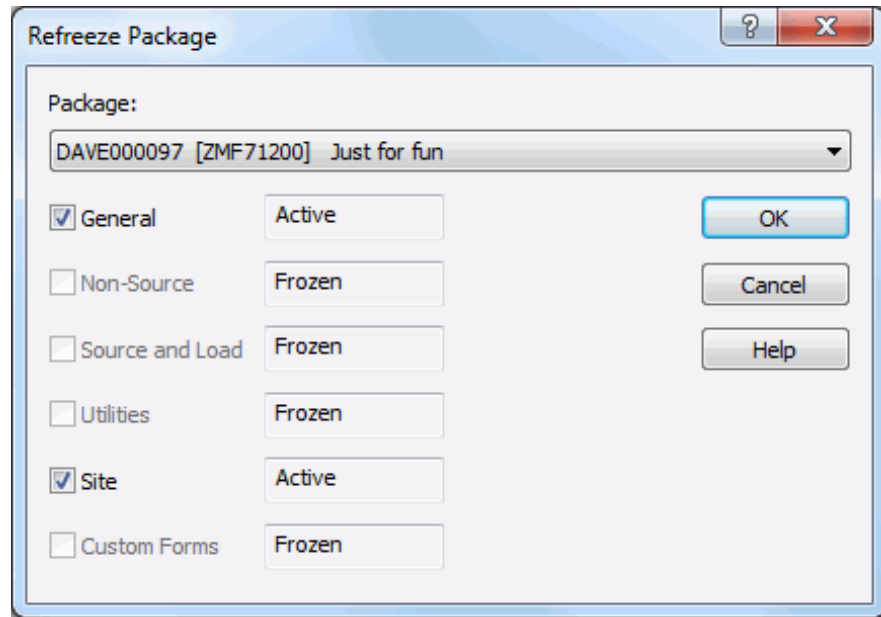 Refreeze Package
Package:
DAVE000097 [ZMF71200] Just for fun
General Active OK
Non-Source Frozen Cancel
Source and Load Frozen Help
Utilities Frozen
Site Active
Custom Forms Frozen